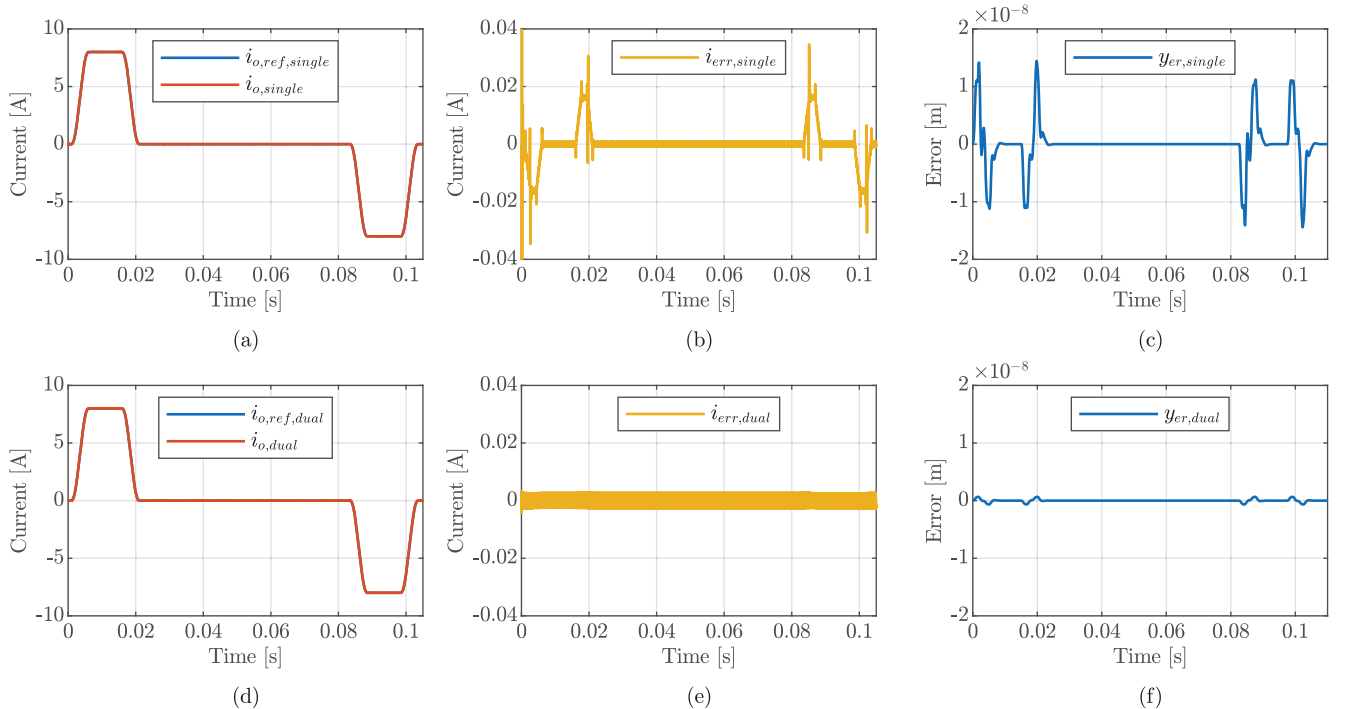 10
5
0
-5
-10
Current [A]
i_{o,ref,single}
i_{o,single}
0 0.02 0.04 0.06 0.08 0.1
Time [s]
(a)
0.04
0.02
0
-0.02
-0.04
Current [A]
i_{err,single}
0 0.02 0.04 0.06 0.08 0.1
Time [s]
(b)
×10^{-8}
2
1
0
-1
-2
Error [m]
y_{er,single}
0 0.02 0.04 0.06 0.08 0.1
Time [s]
(c)
10
5
0
-5
-10
Current [A]
i_{o,ref,dual}
i_{o,dual}
0 0.02 0.04 0.06 0.08 0.1
Time [s]
(d)
0.04
0.02
0
-0.02
-0.04
Current [A]
i_{err,dual}
0 0.02 0.04 0.06 0.08 0.1
Time [s]
(e)
×10^{-8}
2
1
0
-1
-2
Error [m]
y_{er,dual}
0 0.02 0.04 0.06 0.08 0.1
Time [s]
(f)